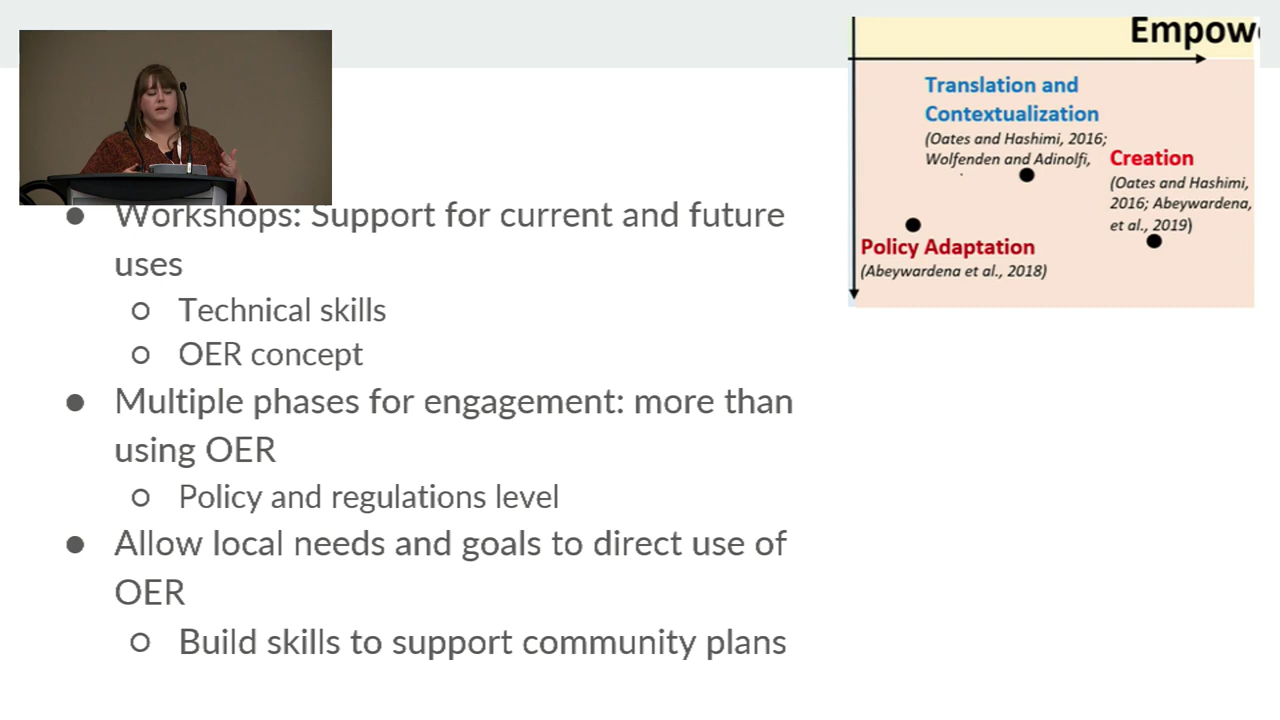 Workshops: Support for current and future
uses
Technical skills
OER concept
Multiple phases for engagement: more than
using OER
Policy and regulations level
Allow local needs and goals to direct use of
OER
Build skills to support community plans
Translation and
Contextualization
(Oates and Hashimi, 2016;
Wolfenden and Adinolfi,
Creation
(Oates and Hashimi,
2016; Abeywardena,
et al., 2019)
Policy Adaptation
(Abeywardena et al., 2018)